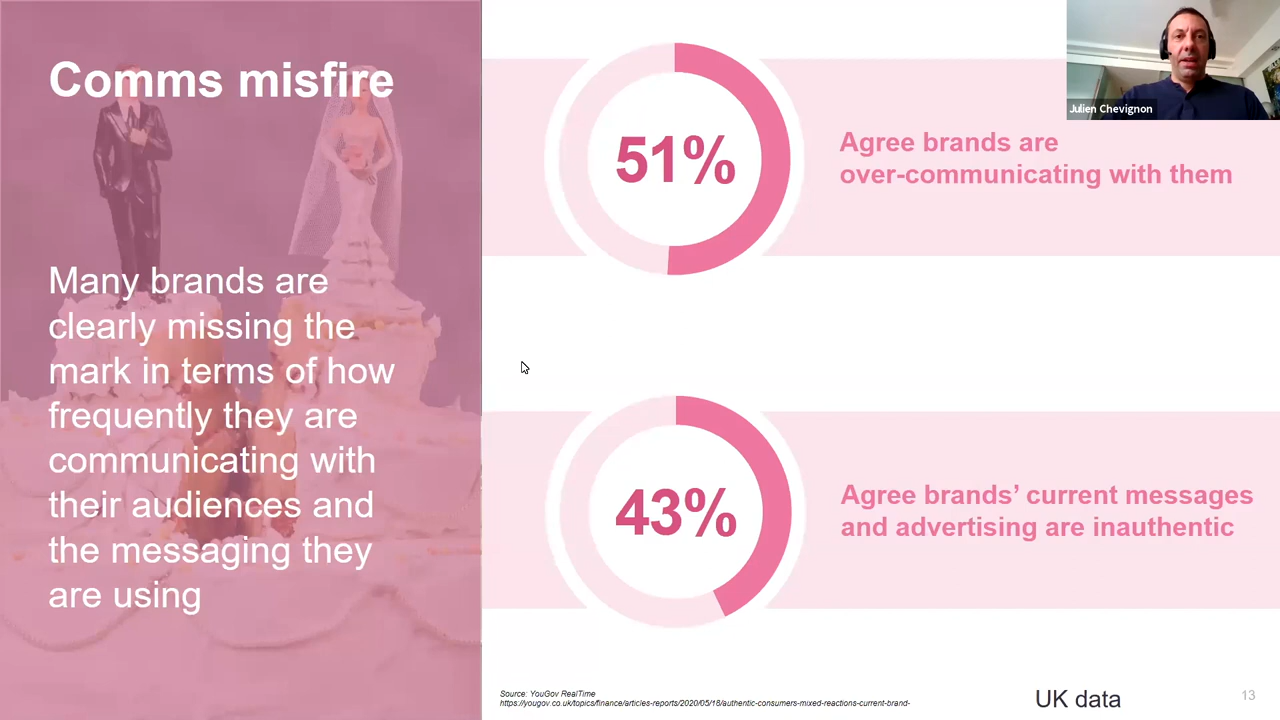 Comms misfire
Many brands are
clearly missing the
mark in terms of how
frequently they are
communicating with
their audiences and
the messaging they
are using
51%
Agree brands are
over-communicating with them
43%
Agree brands’ current messages
and advertising are inauthentic
Julien Chevignon
Source: YouGov RealTime
https://yougov.co.uk/topics/finance/articles-reports/2020/05/18/authentic-consumers-mixed-reactions-current-brand-
UK data
13